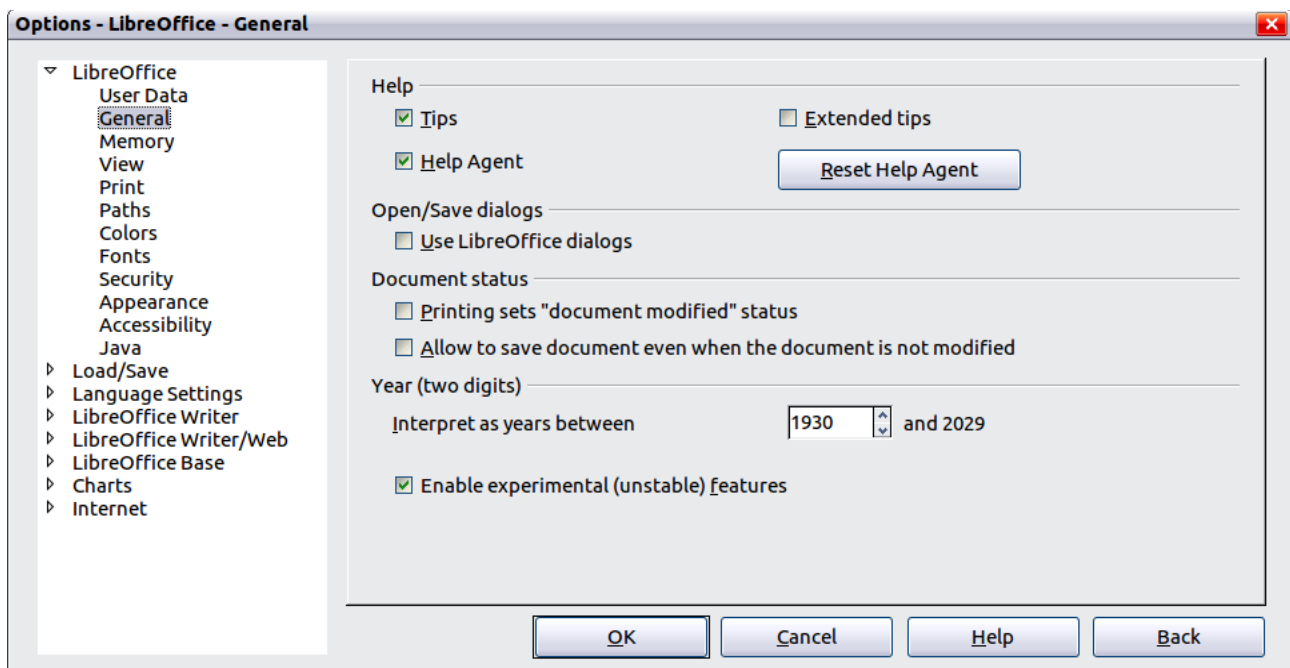 Options - LibreOffice - General
LibreOffice
User Data
General
Memory
View
Print
Paths
Colors
Fonts
Security
Appearance
Accessibility
Java
Load/Save
Language Settings
LibreOffice Writer
LibreOffice Writer/Web
LibreOffice Base
Charts
Internet
Help
Tips
Extended tips
Help Agent
Reset Help Agent
Open/Save dialogs
Use LibreOffice dialogs
Document status
Printing sets "document modified" status
Allow to save document even when the document is not modified
Year (two digits)
Interpret as years between 1930 and 2029
Enable experimental (unstable) features
OK Cancel Help Back